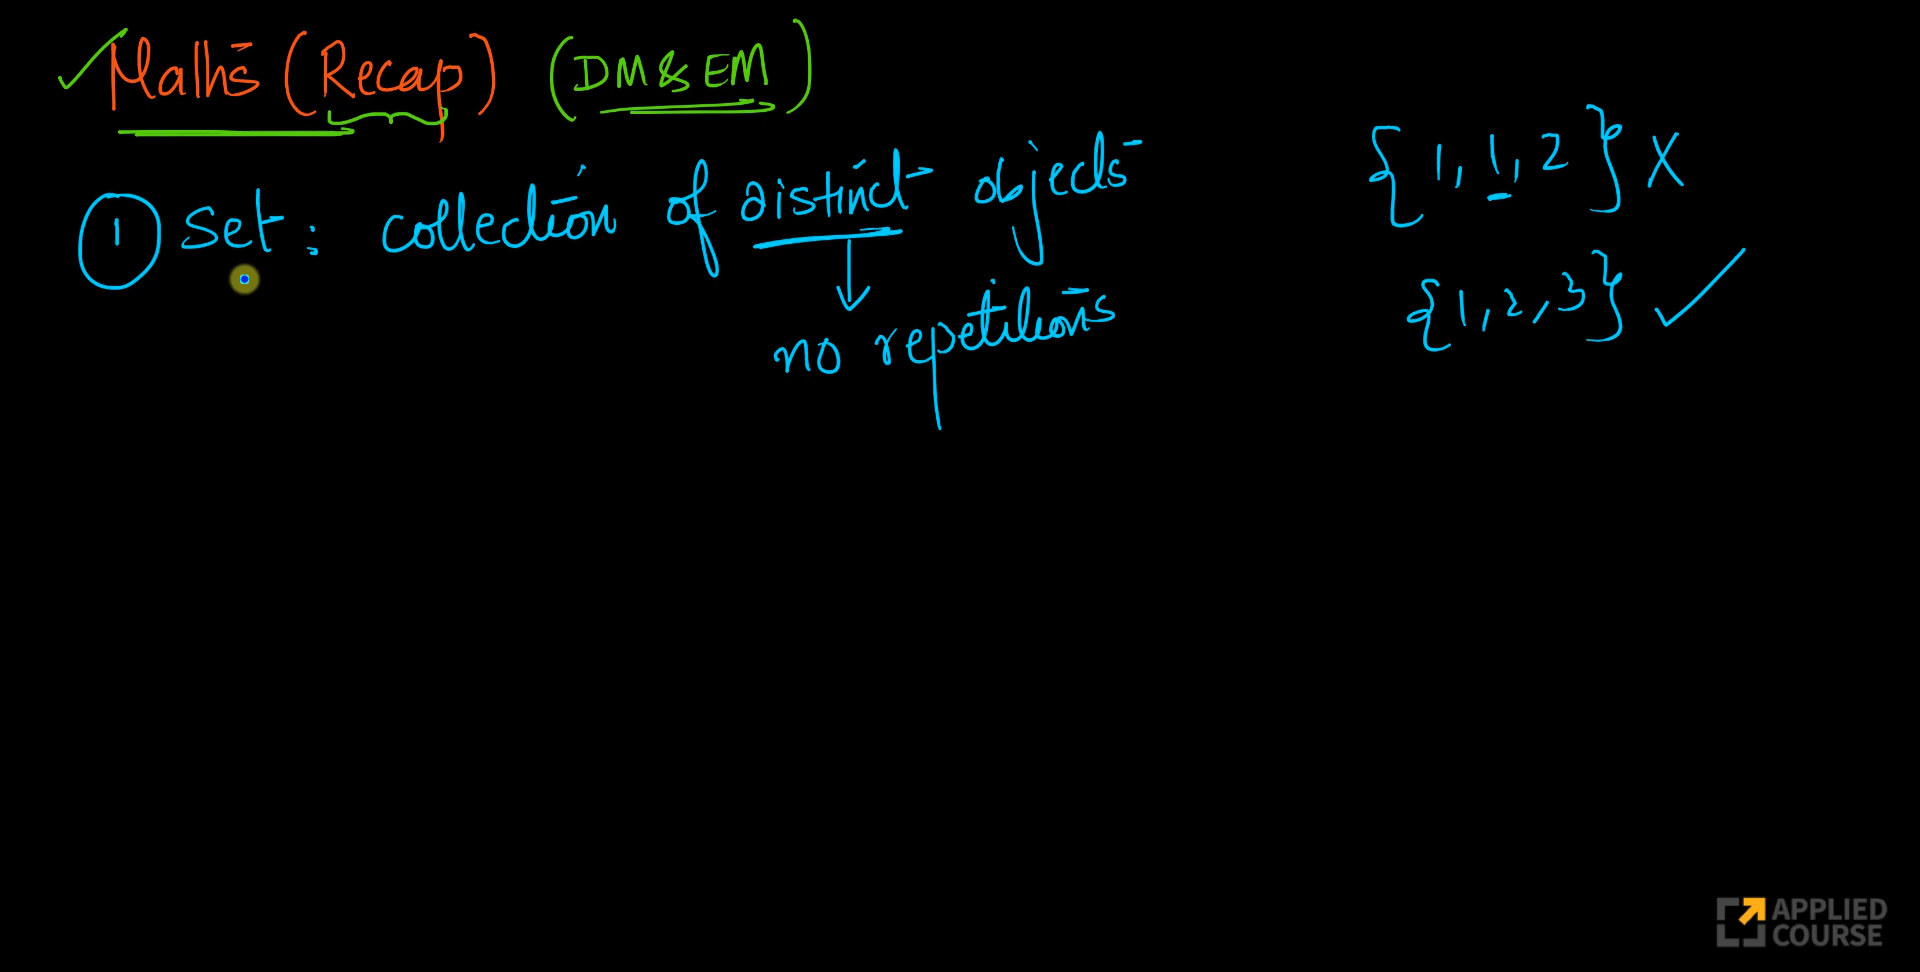 ✓ Maths (Recap) (DM & EM)
① Set: collection of distinct objects
no repetitions
{1, 1, 2} X
{1, 2, 3} ✓
APPLIED
COURSE